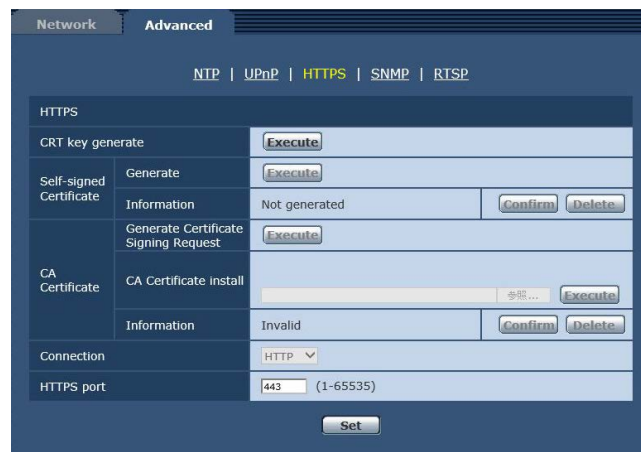 Network Advanced
NTP | UPnP | HTTPS | SNMP | RTSP
HTTPS
CRT key generate Execute
Self-signed Certificate
Generate Execute
Information Not generated Confirm Delete
CA Certificate
Generate Certificate Signing Request Execute
CA Certificate install 参照... Execute
Information Invalid Confirm Delete
Connection HTTP
HTTPS port 443 (1-65535)
Set